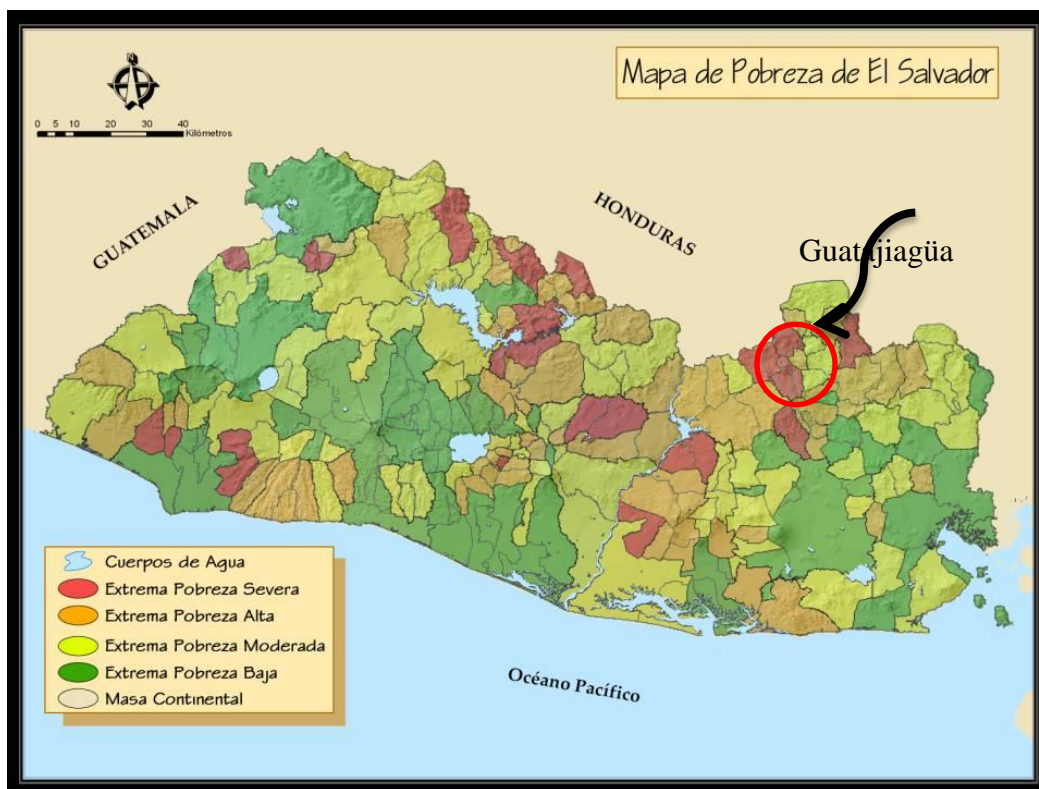 Mapa de Pobreza de El Salvador
0 5 10 20 30 40
Kilómetros
GUATEMALA
HONDURAS
Guatajiagüa
Cuerpos de Agua
Extrema Pobreza Severa
Extrema Pobreza Alta
Extrema Pobreza Moderada
Extrema Pobreza Baja
Masa Continental
Océano Pacífico